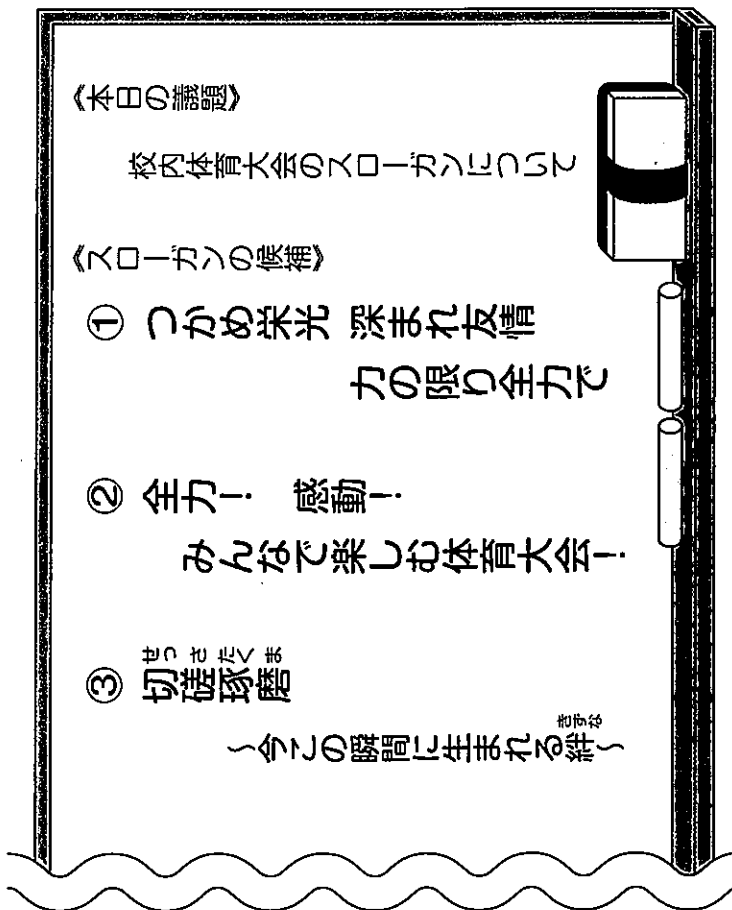 《本日の議題》
校内体育大会のスローガンについて
《スローガンの候補》
① つかめ栄光 深まれ友情
力の限り全力で
② 全力! 感動!
みんなで楽しむ体育大会!
せっさたくま
③ 切磋琢磨
きずな
~今この瞬間に生まれる絆~